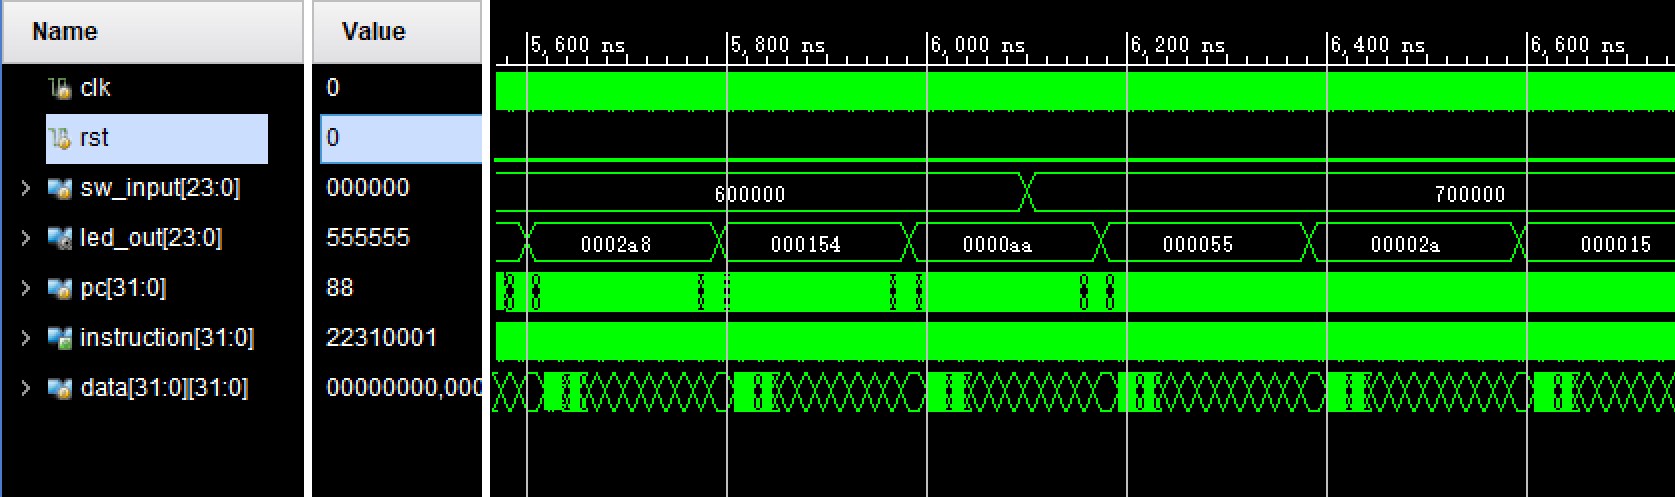 Name Value
5,600 ns 5,800 ns 6,000 ns 6,200 ns 6,400 ns 6,600 ns
clk 0
rst 0
sw_input[23:0] 000000 600000 700000
led_out[23:0] 555555 0002a8 000154 0000aa 000055 00002a 000015
pc[31:0] 88
instruction[31:0] 22310001
data[31:0][31:0] 00000000,000